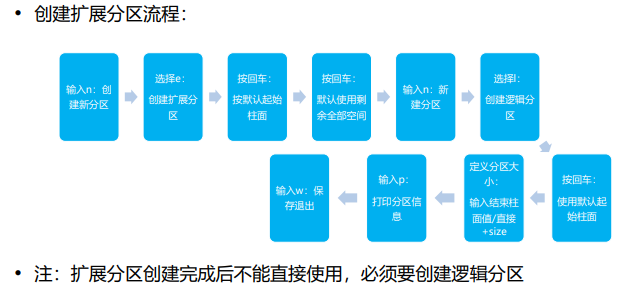 • 创建扩展分区流程：
输入n：创
建新分区
选择e：
创建扩展分
区
按回车：
按默认起始
柱面
按回车：
默认使用剩
余全部空间
输入n：新
建分区
选择l：
创建逻辑分
区
按回车：
使用默认起
始柱面
定义分区大
小：
输入结束柱
面值/直接
+size
输入p：
打印分区信
息
输入w：保
存退出
• 注：扩展分区创建完成后不能直接使用，必须要创建逻辑分区